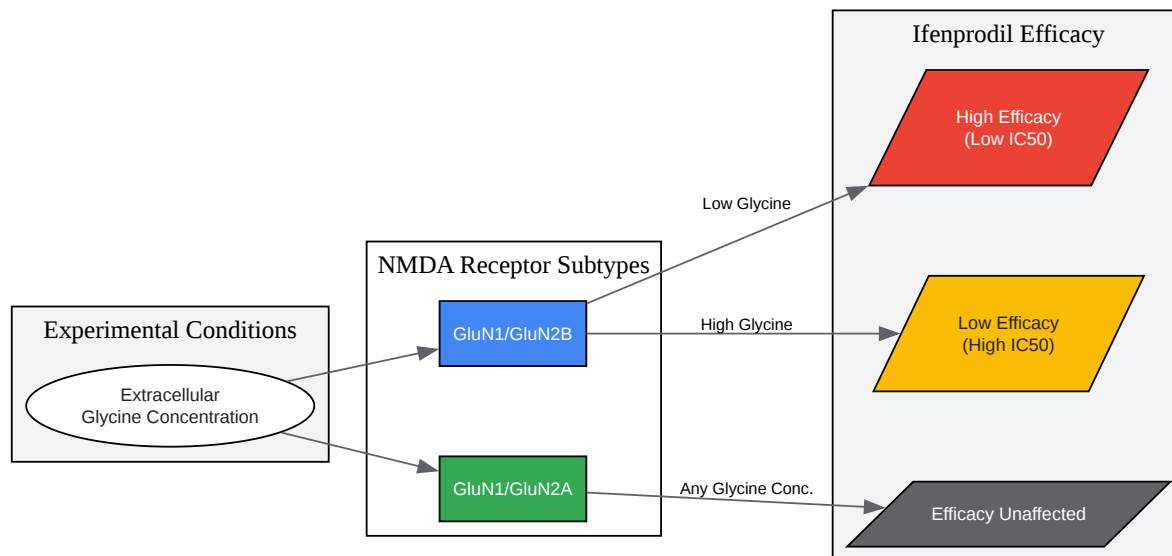 Ifenprodil Efficacy
High Efficacy
(Low IC50)
Low Glycine
NMDA Receptor Subtypes
Experimental Conditions
GluN1/GluN2B
High Glycine
Low Efficacy
(High IC50)
Extracellular
Glycine Concentration
GluN1/GluN2A
Any Glycine Conc.
Efficacy Unaffected